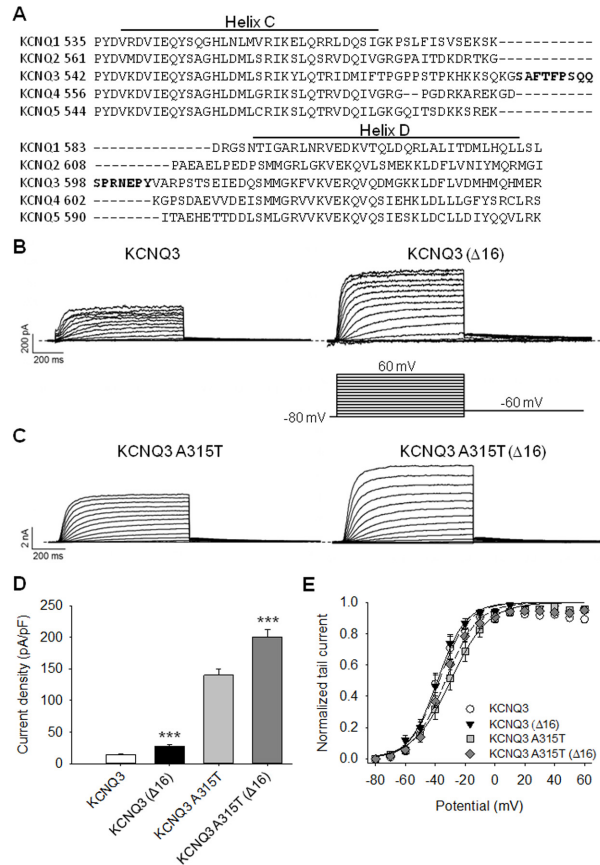 A
Helix C
KCNQ1 535 PYDVRDVIEQYSQGHLNLMVRIKELQRRLDQSIGKPSLFISVSEKSK--------------
KCNQ2 561 PYDVMDVIEQYSAGHLDMLSRIKSLQSRVDQIVGRGPAITDKDRTKG--------------
KCNQ3 542 PYDVKDVIEQYSAGHLDMLCRIKYLQTRIDMIFTPGPPSTPKHKKSQKGSAFTFPSQQ
KCNQ4 556 PYDVKDVIEQYSAGHLDMLGRIKSLQTRVDQIVGRG--PGDRKAREKGD------------
KCNQ5 544 PYDVKDVIEQYSAGHLDMLCRIKSLQTRVDQILGKGQITSDKKSREK--------------
Helix D
KCNQ1 583 --------------DRGSNTIGARLNRVEDKVTQLDQRLALITDMLHQLLSL
KCNQ2 608 ---------PAEAELPEDPSMMGRLGKVEKQVLSMEKKLDFLVNIYMQRMGI
KCNQ3 598 SPRNEPYVARPSTSEIEDQSMMGKFVKVERQVQDMGKKLDFLVDMHMQHMER
KCNQ4 602 -------KGPSDAEVVDEISMMGRVVKVEKQVQSIEHKLDLLLGFYSRCLRS
KCNQ5 590 --------ITAEHETTDDLSMLGRVVKVEKQVQSIESKLDCLLDIYQQVLRK
B
KCNQ3
KCNQ3 (Δ16)
200 pA
200 ms
60 mV
-80 mV
-60 mV
C
KCNQ3 A315T
KCNQ3 A315T (Δ16)
2 nA
200 ms
D
Current density (pA/pF)
250
200
150
100
50
0
***
***
KCNQ3
KCNQ3 (Δ16)
KCNQ3 A315T
KCNQ3 A315T (Δ16)
E
Normalized tail current
1.0
0.8
0.6
0.4
0.2
0.0
KCNQ3
KCNQ3 (Δ16)
KCNQ3 A315T
KCNQ3 A315T (Δ16)
-80 -60 -40 -20 0 20 40 60
Potential (mV)